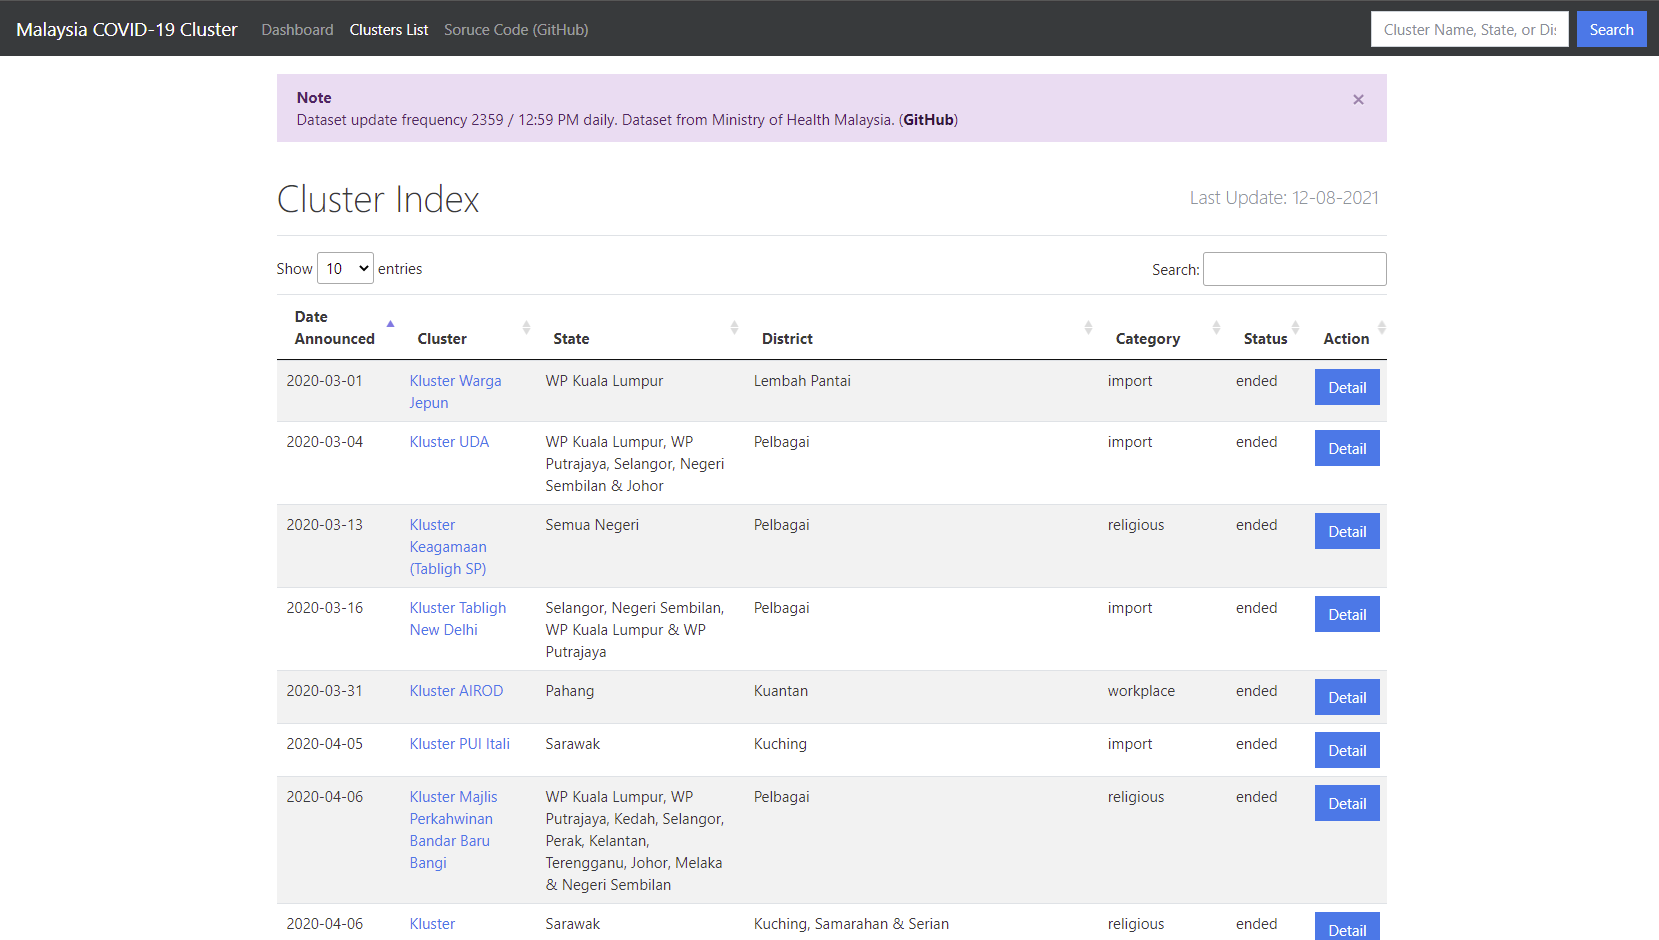 Malaysia COVID-19 Cluster Dashboard Clusters List Soruce Code (GitHub) Cluster Name, State, or Dis Search
Note ×
Dataset update frequency 2359 / 12:59 PM daily. Dataset from Ministry of Health Malaysia. (GitHub)
Cluster Index Last Update: 12-08-2021
Show 10 entries Search:
Date
Announced Cluster State District Category Status Action
2020-03-01 Kluster Warga WP Kuala Lumpur Lembah Pantai import ended Detail
Jepun
2020-03-04 Kluster UDA WP Kuala Lumpur, WP Pelbagai import ended Detail
Putrajaya, Selangor, Negeri
Sembilan & Johor
2020-03-13 Kluster Semua Negeri Pelbagai religious ended Detail
Keagamaan
(Tabligh SP)
2020-03-16 Kluster Tabligh Selangor, Negeri Sembilan, Pelbagai import ended Detail
New Delhi WP Kuala Lumpur & WP
Putrajaya
2020-03-31 Kluster AIROD Pahang Kuantan workplace ended Detail
2020-04-05 Kluster PUI Itali Sarawak Kuching import ended Detail
2020-04-06 Kluster Majlis WP Kuala Lumpur, WP Pelbagai religious ended Detail
Perkahwinan Putrajaya, Kedah, Selangor,
Bandar Baru Perak, Kelantan,
Bangi Terengganu, Johor, Melaka
& Negeri Sembilan
2020-04-06 Kluster Sarawak Kuching, Samarahan & Serian religious ended Detail